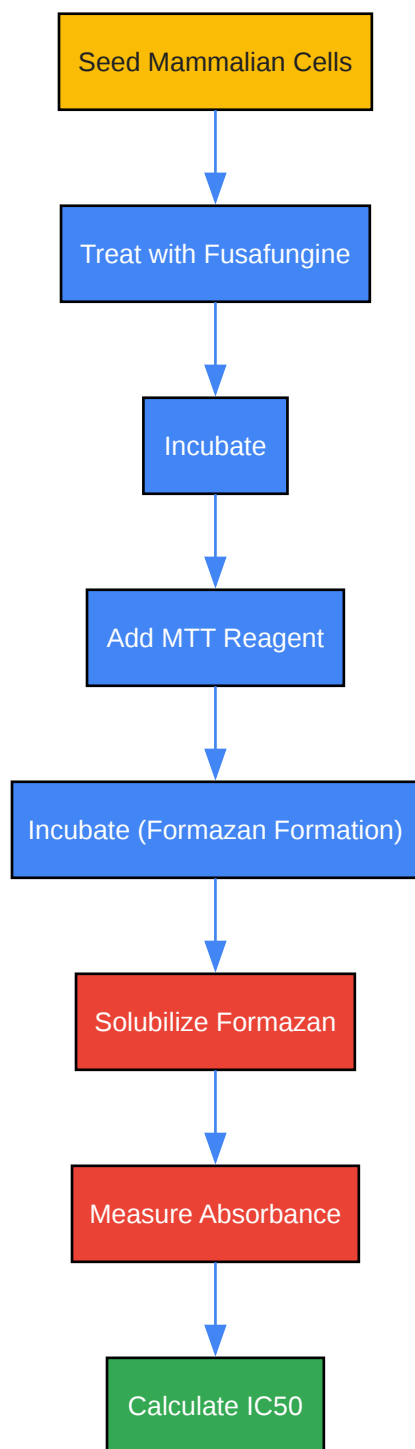 Seed Mammalian Cells
Treat with Fusafungine
Incubate
Add MTT Reagent
Incubate (Formazan Formation)
Solubilize Formazan
Measure Absorbance
Calculate IC50